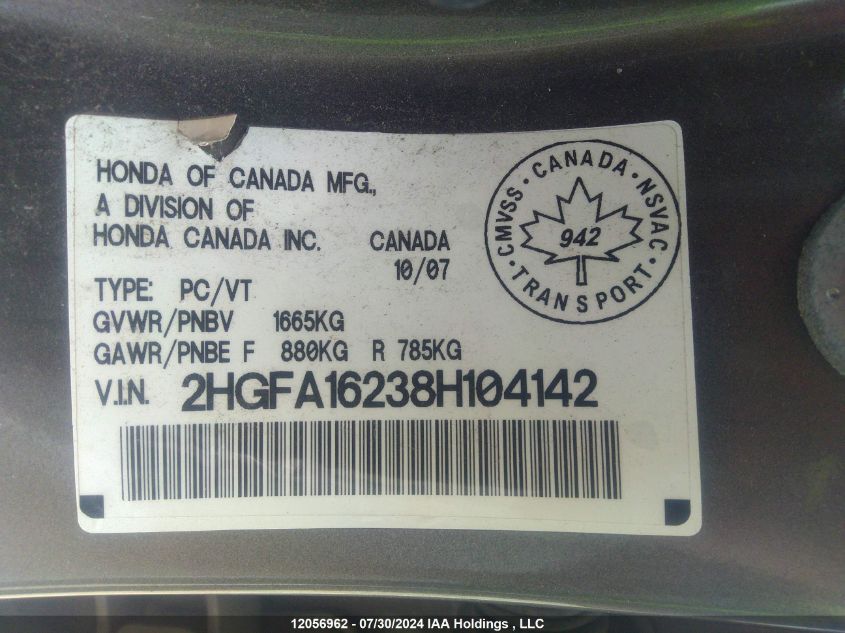 HONDA OF CANADA MFG.,
A DIVISION OF
HONDA CANADA INC. CANADA
10/07
TYPE: PC/VT
GVWR/PNBV 1665KG
GAWR/PNBE F 880KG R 785KG
V.I.N. 2HGFA16238H104142
CMVSS · CANADA · NSVAC
942
· TRANSPORT ·
12056962 - 07/30/2024 IAA Holdings , LLC